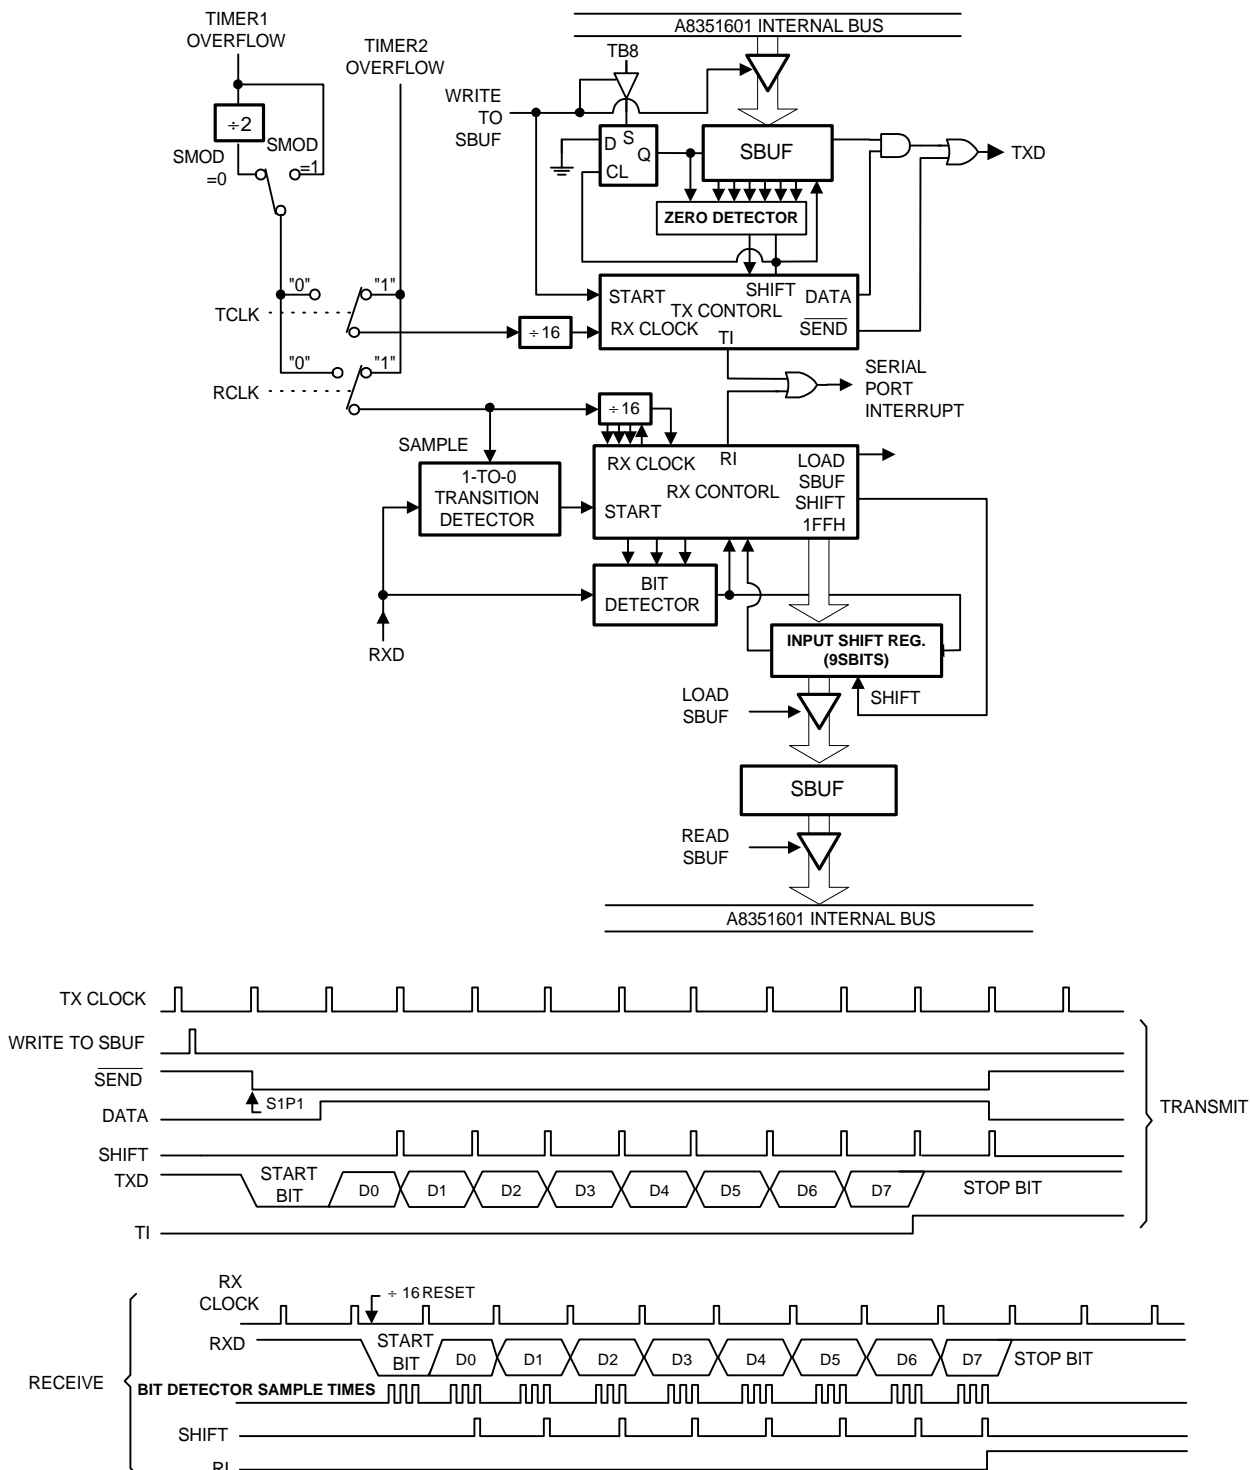 TIMER1
OVERFLOW
TIMER2
OVERFLOW
A8351601 INTERNAL BUS
TB8
WRITE
TO
SBUF
÷2
SMOD
=0
SMOD
=1
D
S
Q
CL
SBUF
TXD
ZERO DETECTOR
"0"
"1"
TCLK
START
SHIFT
DATA
TX CONTORL
RX CLOCK
SEND
TI
÷16
"0"
"1"
RCLK
SERIAL
PORT
INTERRUPT
÷16
SAMPLE
1-TO-0
TRANSITION
DETECTOR
RX CLOCK
RI
LOAD
SBUF
SHIFT
1FFH
RX CONTORL
START
BIT
DETECTOR
RXD
INPUT SHIFT REG.
(9SBITS)
LOAD
SBUF
SHIFT
SBUF
READ
SBUF
A8351601 INTERNAL BUS
TX CLOCK
WRITE TO SBUF
SEND
S1P1
DATA
TRANSMIT
SHIFT
TXD
START
BIT
D0
D1
D2
D3
D4
D5
D6
D7
STOP BIT
TI
RX
CLOCK
÷ 16 RESET
RXD
START
BIT
D0
D1
D2
D3
D4
D5
D6
D7
STOP BIT
RECEIVE
BIT DETECTOR SAMPLE TIMES
SHIFT
RI